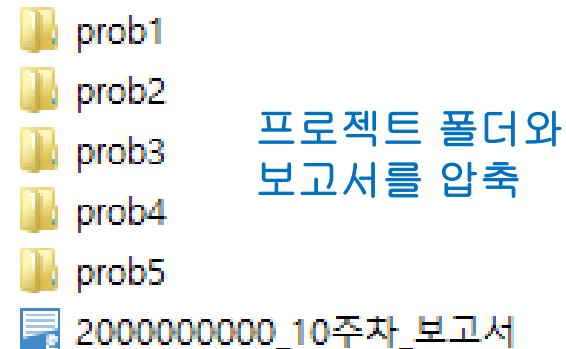 prob1
prob2
프로젝트 폴더와
prob3
보고서를 압축
prob4
prob5
2000000000_10주차_보고서